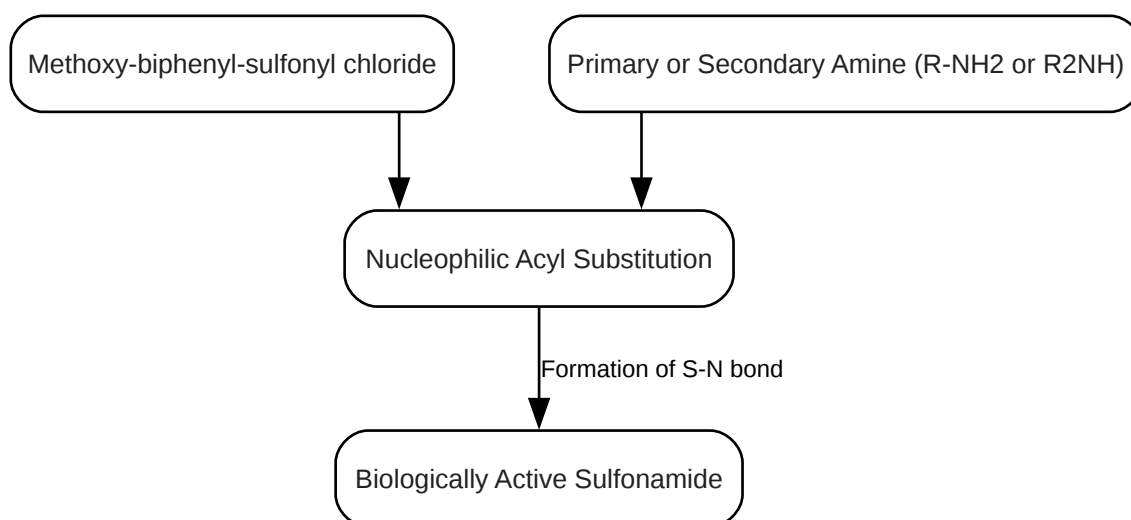 Methoxy-biphenyl-sulfonyl chloride
Primary or Secondary Amine (R-NH2 or R2NH)
Nucleophilic Acyl Substitution
Formation of S-N bond
Biologically Active Sulfonamide